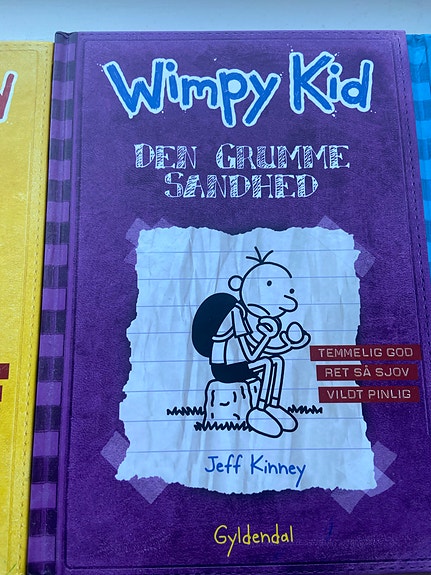 Wimpy Kid
DEN GRUMME
SANDHED
TEMMELIG GOD
RET SÅ SJOV
VILDT PINLIG
Jeff Kinney
Gyldendal